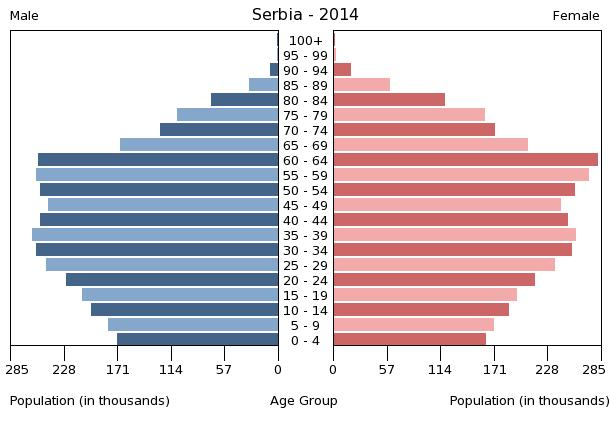 Male Serbia - 2014 Female
100+
95 - 99
90 - 94
85 - 89
80 - 84
75 - 79
70 - 74
65 - 69
60 - 64
55 - 59
50 - 54
45 - 49
40 - 44
35 - 39
30 - 34
25 - 29
20 - 24
15 - 19
10 - 14
5 - 9
0 - 4
285 228 171 114 57 0 0 57 114 171 228 285
Population (in thousands) Age Group Population (in thousands)